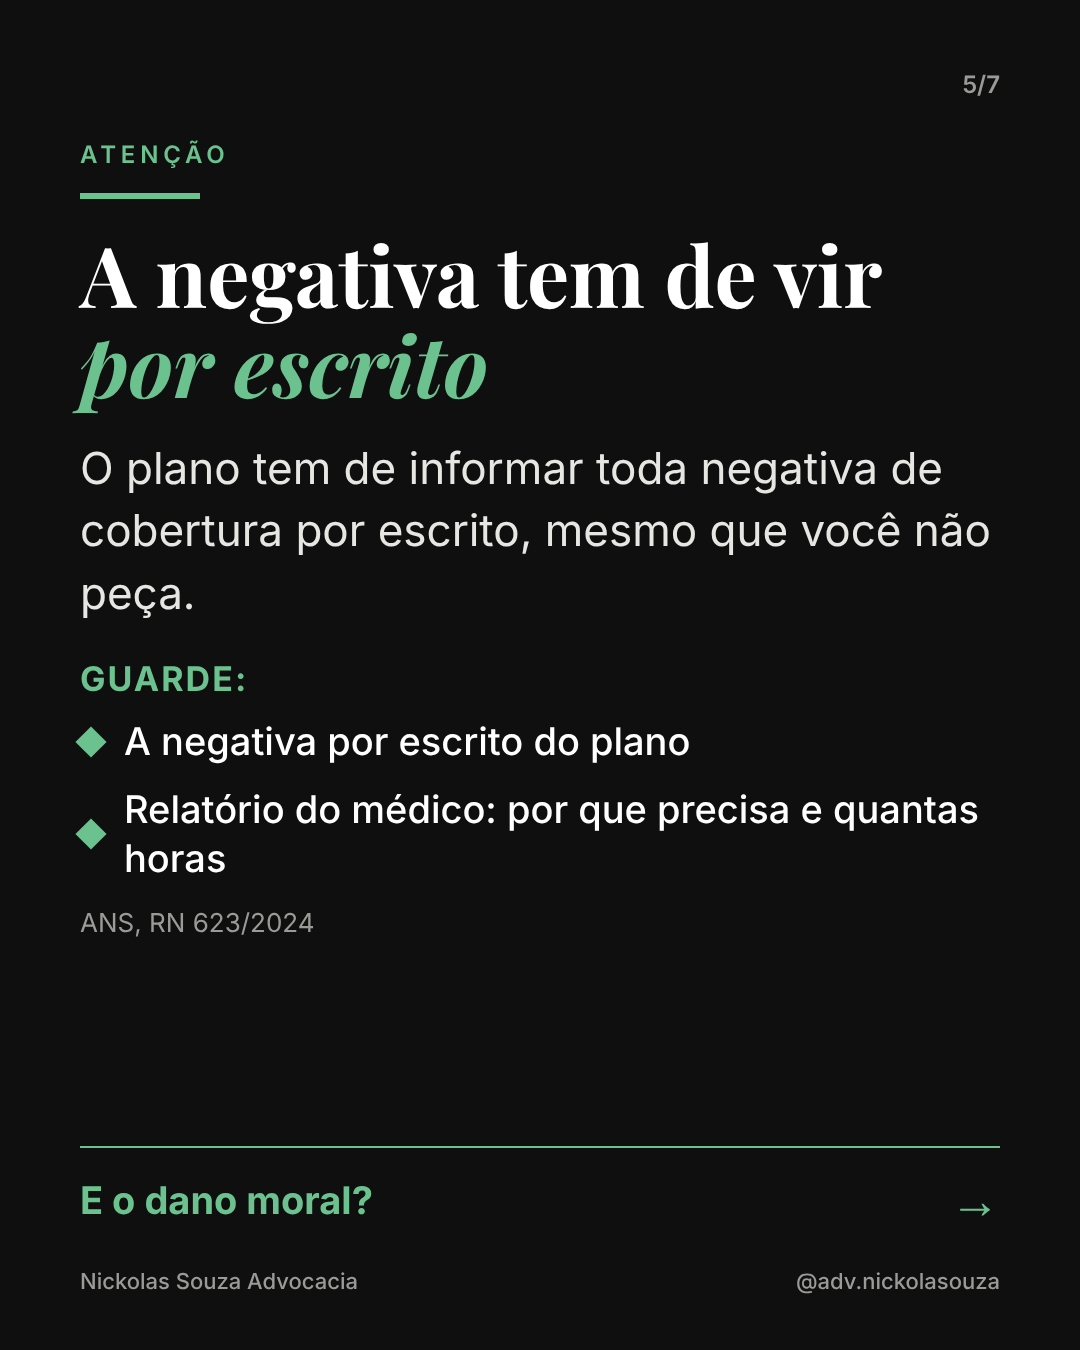 5/7
ATENÇÃO
A negativa tem de vir
por escrito
O plano tem de informar toda negativa de
cobertura por escrito, mesmo que você não
peça.
GUARDE:
A negativa por escrito do plano
Relatório do médico: por que precisa e quantas
horas
ANS, RN 623/2024
E o dano moral? →
Nickolas Souza Advocacia
@adv.nickolasouza